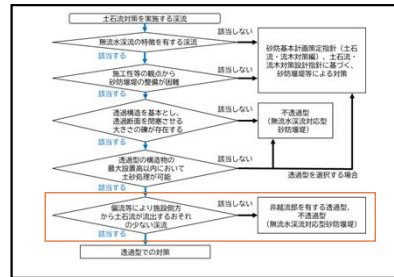 土石流対策を実施する渓流
無流水渓流の特徴を有する渓流
該当しない
該当する
砂防基本計画策定指針（土石
流・流木対策編）、土石流・
流木対策設計指針に基づく、
砂防堰堤等による対策
施工性等の観点から
砂防堰堤の整備が困難
該当しない
該当する
透過構造を基本とし、
透過断面を閉塞させる
大きさの礫が存在する
該当しない
該当する
不透過型
（無流水渓流対応型
砂防堰堤）
透過型の構造物の
最大設置高以内において
土砂処理が可能
該当しない
透過型を選択する場合
該当する
偏流等により施設側方
から土石流が流出するおそれ
の少ない渓流
該当しない
該当する
非越流部を有する透過型、
不透過型
（無流水渓流対応型砂防堰堤）
透過型での対策